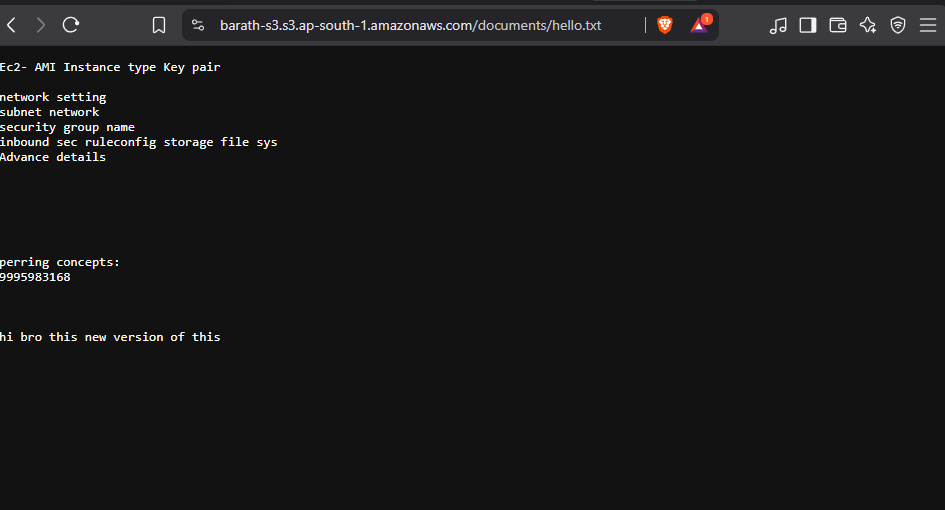 barath-s3.s3.ap-south-1.amazonaws.com/documents/hello.txt
1
Ec2- AMI Instance type Key pair
network setting
subnet network
security group name
inbound sec ruleconfig storage file sys
Advance details
perring concepts:
9995983168
hi bro this new version of this